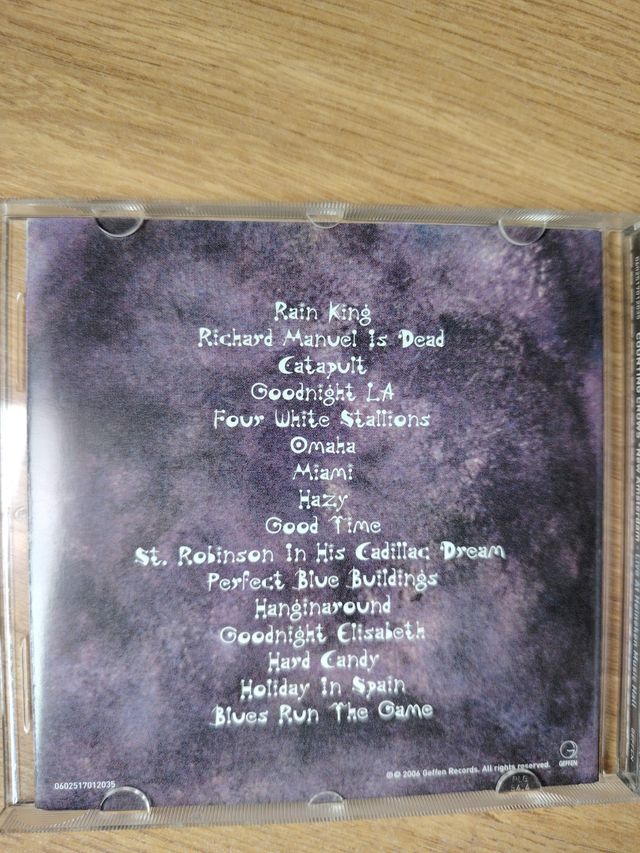 Rain King
Richard Manuel Is Dead
Catapult
Goodnight LA
Four White Stallions
Omaha
Miami
Hazy
Good Time
St. Robinson In His Cadillac Dream
Perfect Blue Buildings
Hanginaround
Goodnight Elisabeth
Hard Candy
Holiday In Spain
Blues Run The Game
0602517012035
℗ © 2006 Geffen Records. All rights reserved.
GEFFEN